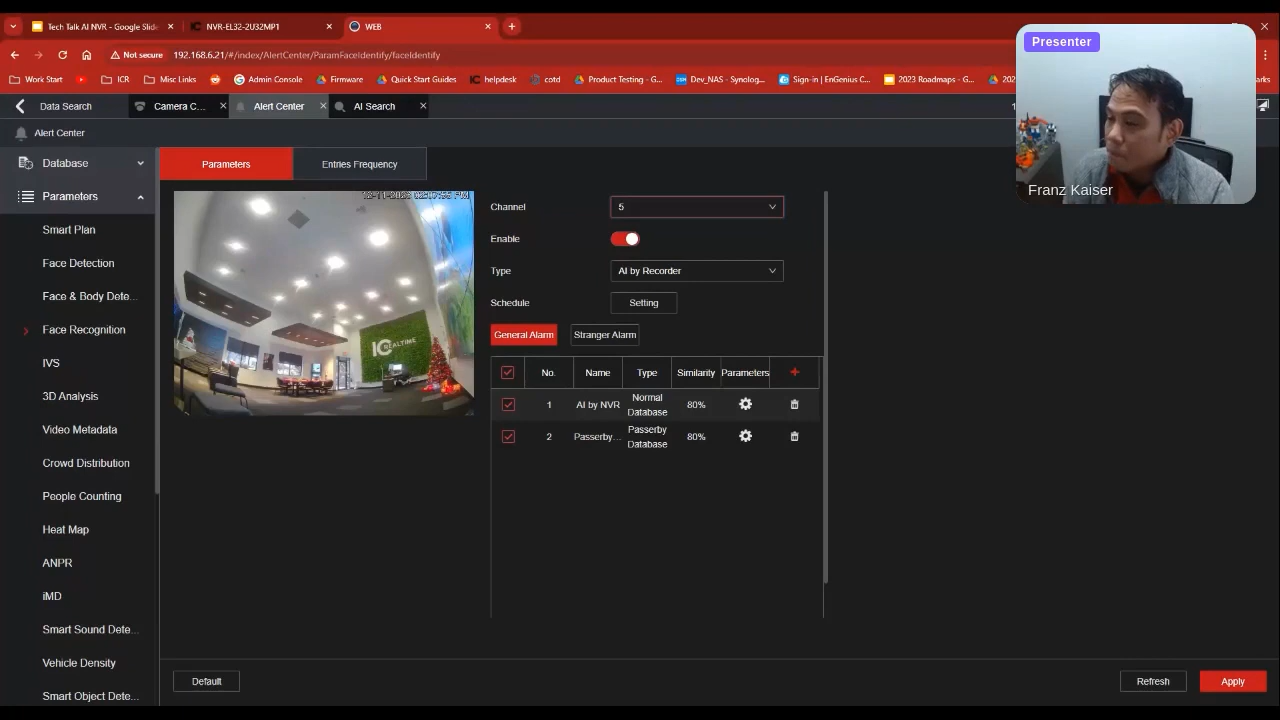 Tech Talk AI NVR - Google Slide
NVR-EL32-2U32MP1
WEB
Not secure
192.168.6.21/#/index/AlertCenter/ParamFaceIdentify/faceIdentify
Work Start
ICR
Misc Links
Admin Console
Firmware
Quick Start Guides
helpdesk
cotd
Product Testing - G...
Dev_NAS - Synolog...
Sign-in | EnGenius C...
2023 Roadmaps - G...
Presenter
Franz Kaiser
Data Search
Camera C...
Alert Center
AI Search
Alert Center
Database
Parameters
Smart Plan
Face Detection
Face & Body Dete...
Face Recognition
IVS
3D Analysis
Video Metadata
Crowd Distribution
People Counting
Heat Map
ANPR
iMD
Smart Sound Dete...
Vehicle Density
Smart Object Dete...
Parameters
Entries Frequency
IC REALTIME
Channel
5
Enable
Type
AI by Recorder
Schedule
Setting
General Alarm
Stranger Alarm
No.
Name
Type
Similarity
Parameters
1
AI by NVR
Normal
Database
80%
2
Passerby...
Passerby
Database
80%
Default
Refresh
Apply